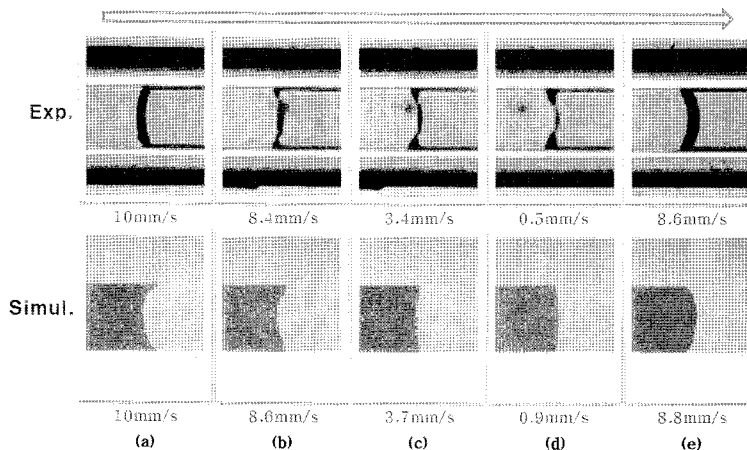 Exp.
10mm/s 8.4mm/s 3.4mm/s 0.5mm/s 8.6mm/s
Simul.
10mm/s 8.6mm/s 3.7mm/s 0.9mm/s 8.8mm/s
(a) (b) (c) (d) (e)